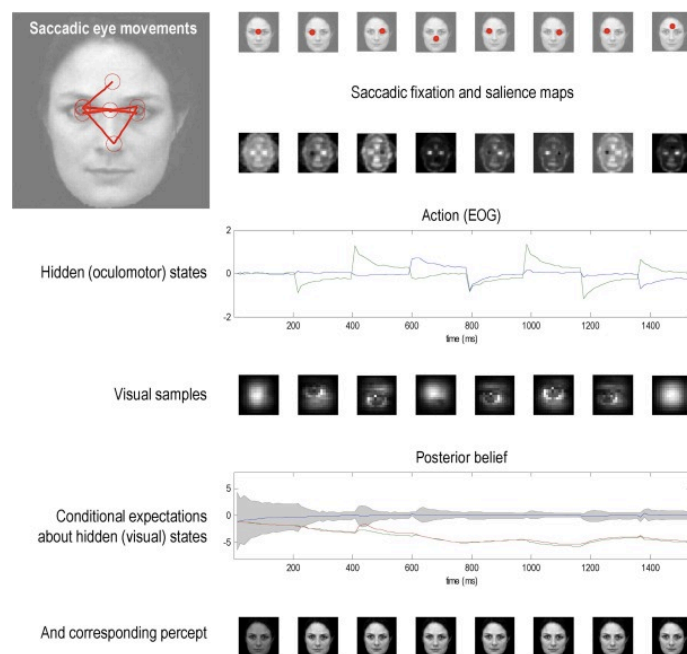 Saccadic eye movements
Saccadic fixation and salience maps
Action (EOG)
Hidden (oculomotor) states
2
0
-2
200 400 600 800 1000 1200 1400
time (ms)
Visual samples
Posterior belief
Conditional expectations
about hidden (visual) states
5
0
-5
200 400 600 800 1000 1200 1400
time (ms)
And corresponding percept